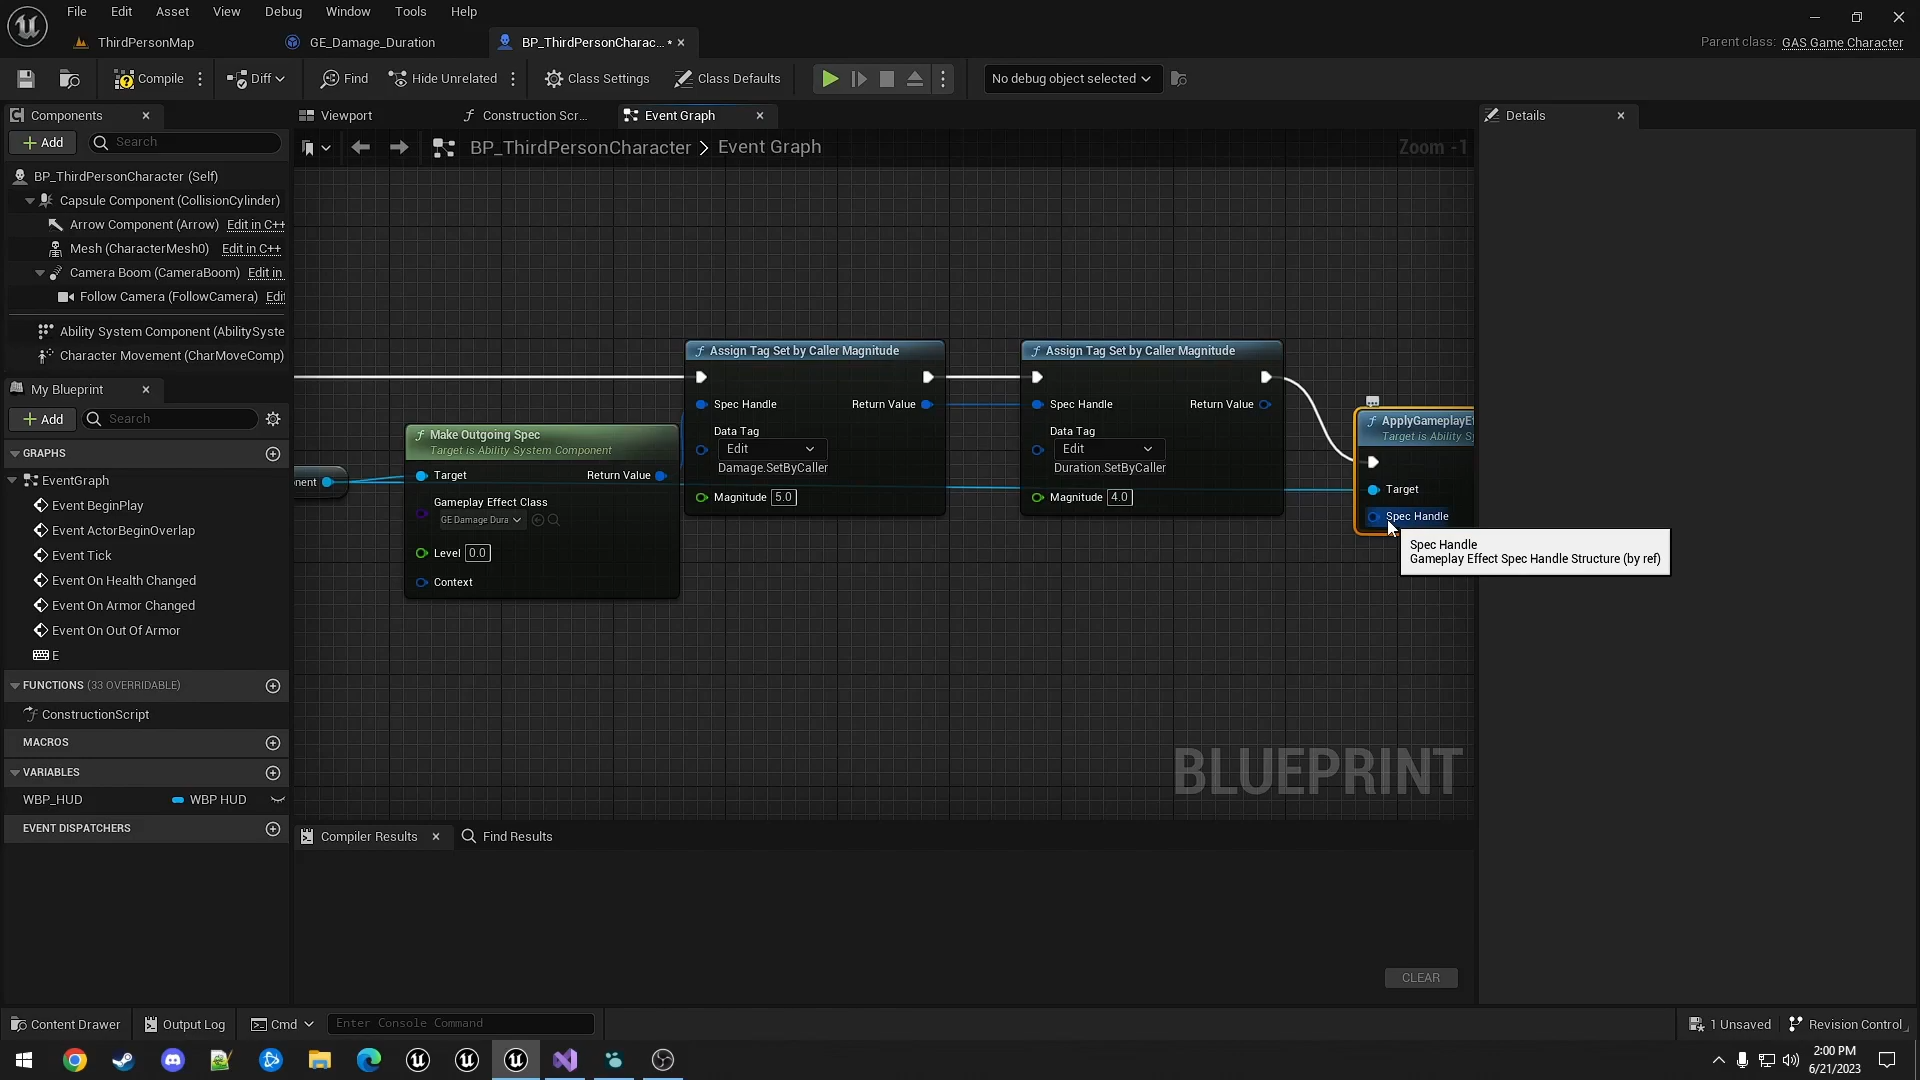 File Edit Asset View Debug Window Tools Help
ThirdPersonMap GE_Damage_Duration BP_ThirdPersonCharac... •
Parent class: GAS Game Character
Compile Diff Find Hide Unrelated Class Settings Class Defaults No debug object selected
Components
Add Search
BP_ThirdPersonCharacter (Self)
Capsule Component (CollisionCylinder)
Arrow Component (Arrow) Edit in C++
Mesh (CharacterMesh0) Edit in C++
Camera Boom (CameraBoom) Edit in
Follow Camera (FollowCamera) Edit
Ability System Component (AbilitySyste
Character Movement (CharMoveComp)
My Blueprint
Add Search
GRAPHS
EventGraph
Event BeginPlay
Event ActorBeginOverlap
Event Tick
Event On Health Changed
Event On Armor Changed
Event On Out Of Armor
E
FUNCTIONS (33 OVERRIDABLE)
ConstructionScript
MACROS
VARIABLES
WBP_HUD WBP HUD
EVENT DISPATCHERS
Viewport Construction Scr... Event Graph
BP_ThirdPersonCharacter > Event Graph
Zoom -1
nent
Make Outgoing Spec
Target is Ability System Component
Target Return Value
Gameplay Effect Class
GE Damage Dura
Level 0.0
Context
Assign Tag Set by Caller Magnitude
Spec Handle Return Value
Data Tag
Edit
Damage.SetByCaller
Magnitude 5.0
Assign Tag Set by Caller Magnitude
Spec Handle Return Value
Data Tag
Edit
Duration.SetByCaller
Magnitude 4.0
ApplyGameplayEf
Target is Ability Sy
Target
Spec Handle
Spec Handle
Gameplay Effect Spec Handle Structure (by ref)
BLUEPRINT
Compiler Results Find Results
CLEAR
Details
Content Drawer Output Log Cmd Enter Console Command
1 Unsaved Revision Control
2:00 PM
6/21/2023